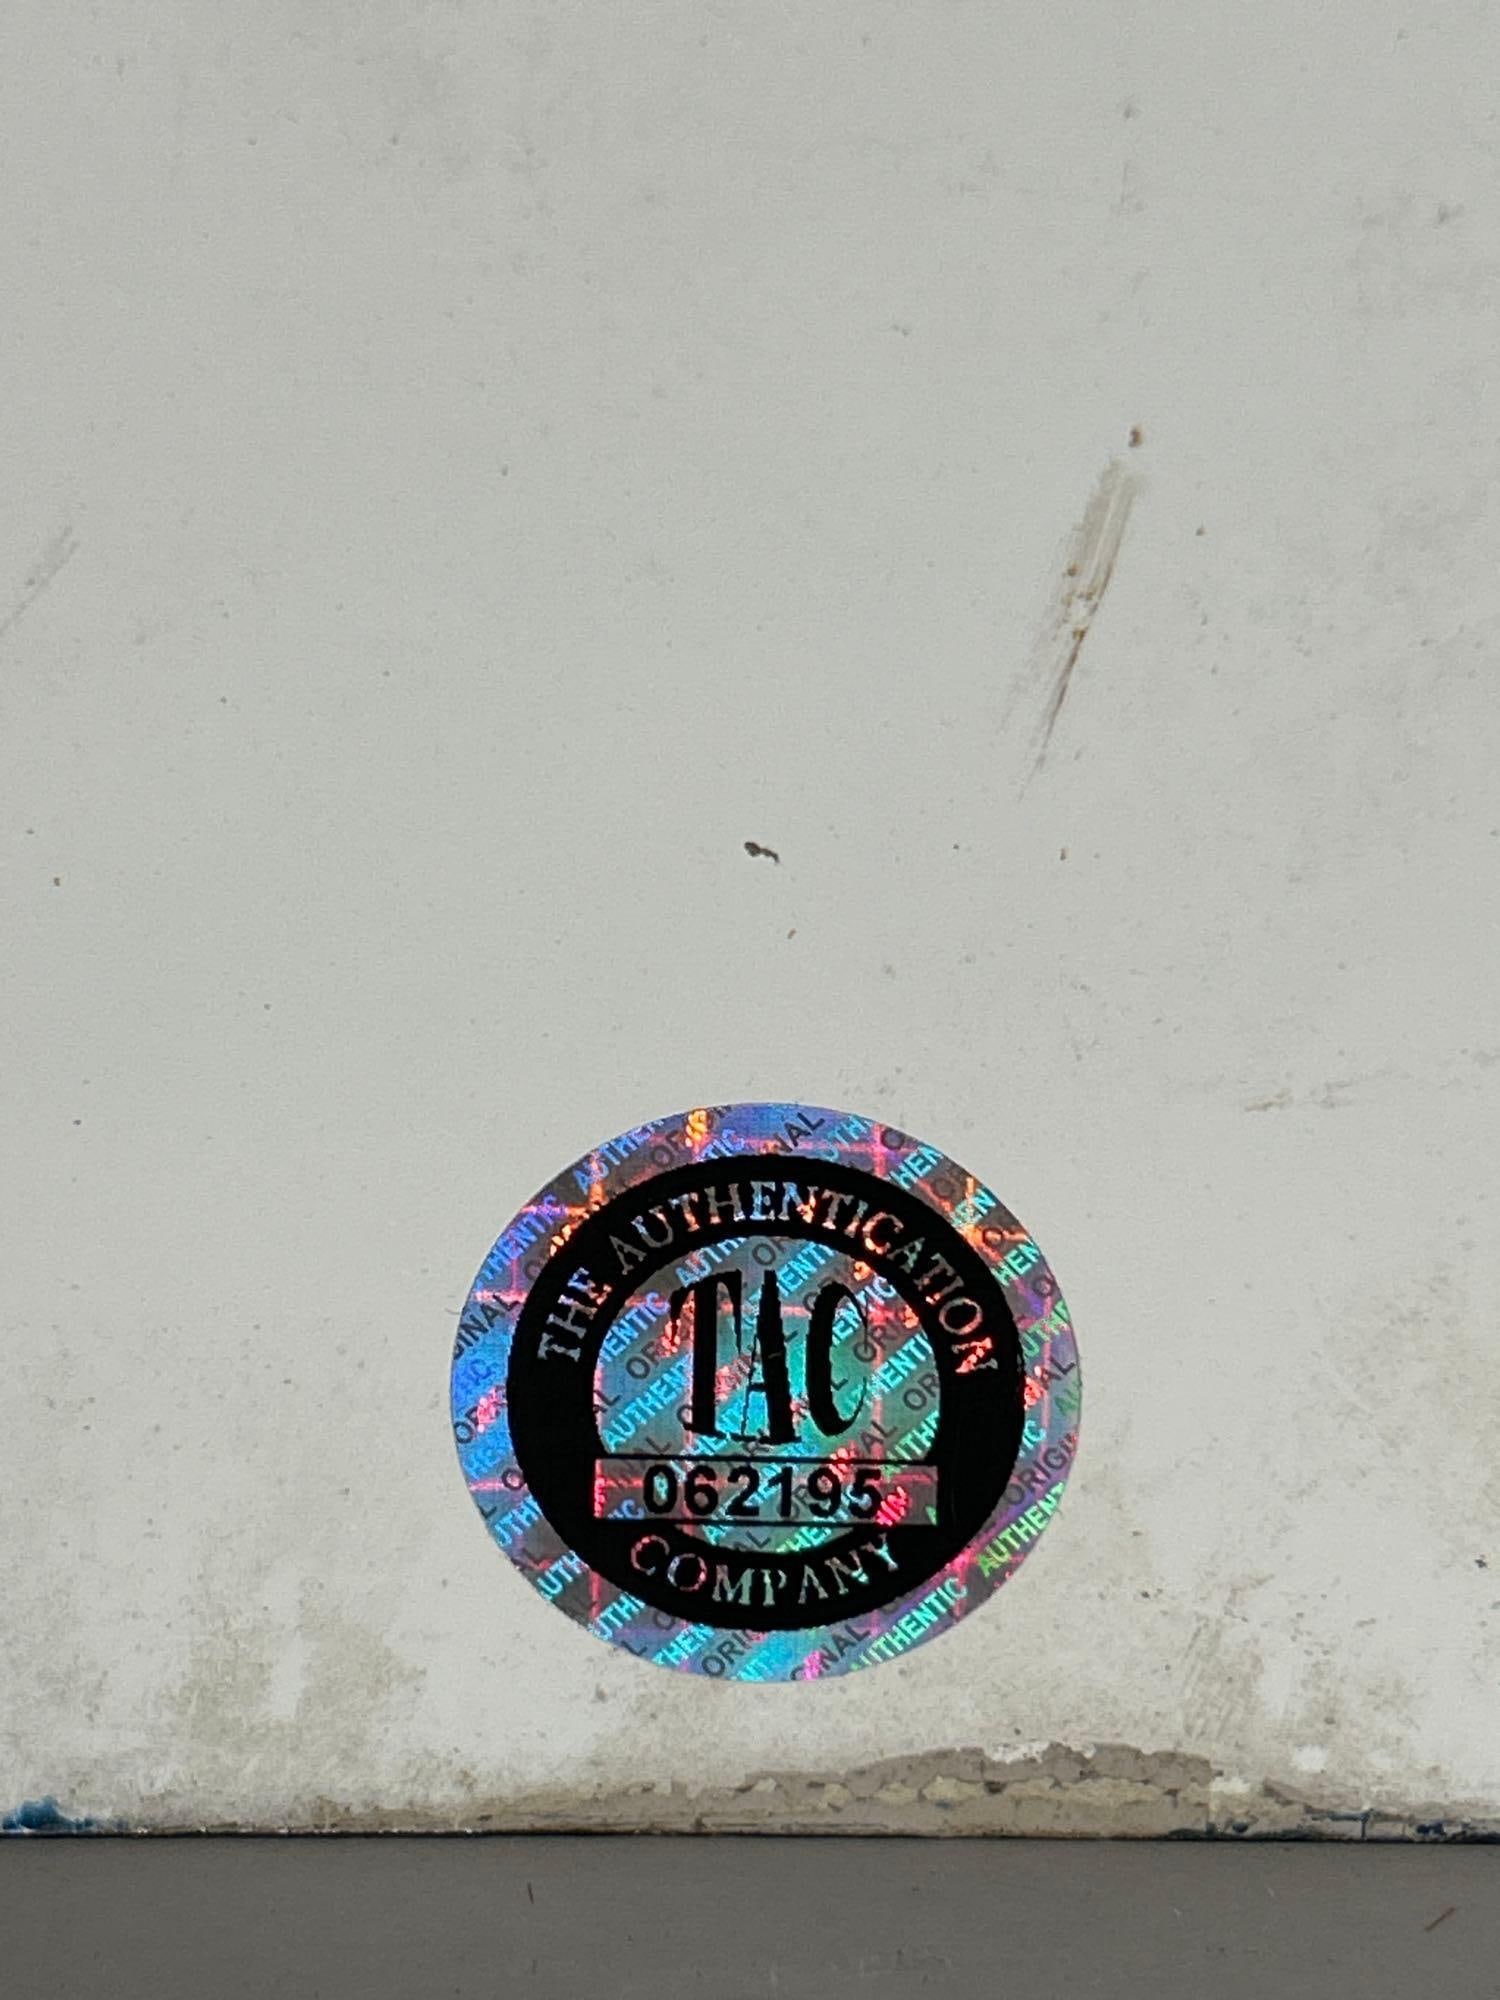 THE AUTHENTICATION
TAC
062195
COMPANY